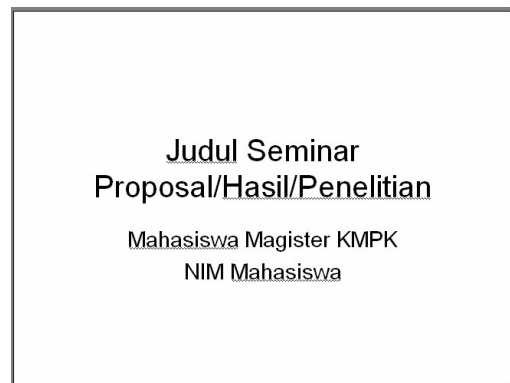 Judul Seminar
Proposal/Hasil/Penelitian
Mahasiswa Magister KMPK
NIM Mahasiswa